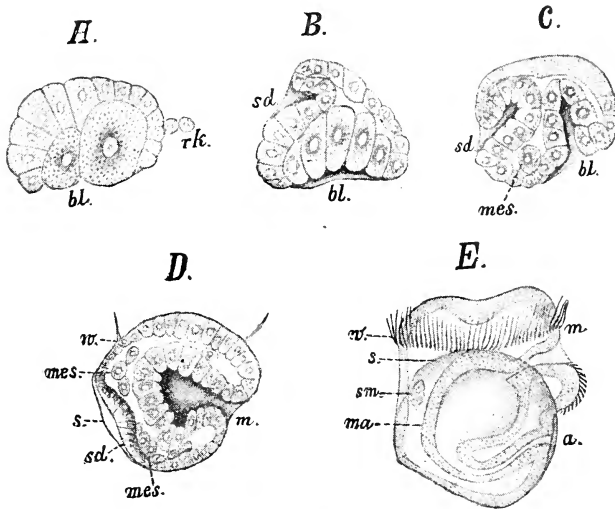 A.
B.
C.
sd
rk.
bl.
bl.
sd
bl.
mes.
D.
E.
w.
mes.
s.
sd.
mes.
m.
v.
s.
sm
ma
m.
a.